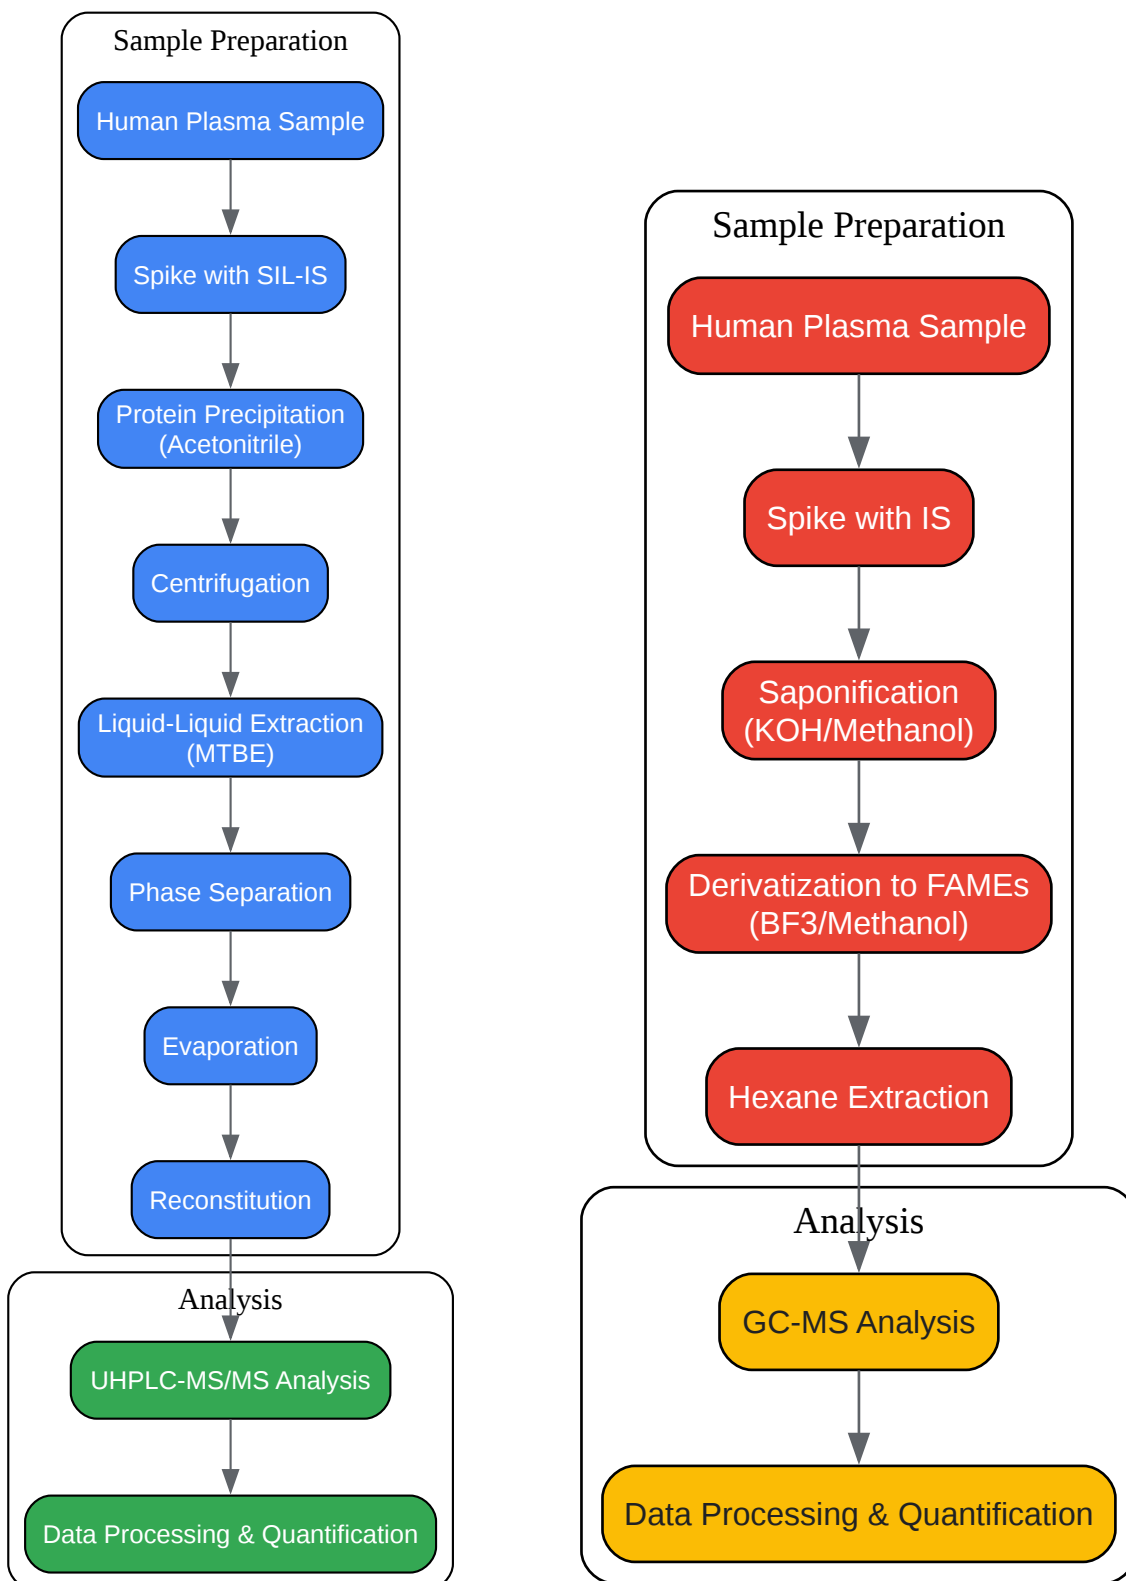 Sample Preparation
Human Plasma Sample
Spike with SIL-IS
Protein Precipitation
(Acetonitrile)
Centrifugation
Liquid-Liquid Extraction
(MTBE)
Phase Separation
Evaporation
Reconstitution
Analysis
UHPLC-MS/MS Analysis
Data Processing & Quantification
Sample Preparation
Human Plasma Sample
Spike with IS
Saponification
(KOH/Methanol)
Derivatization to FAMEs
(BF3/Methanol)
Hexane Extraction
Analysis
GC-MS Analysis
Data Processing & Quantification